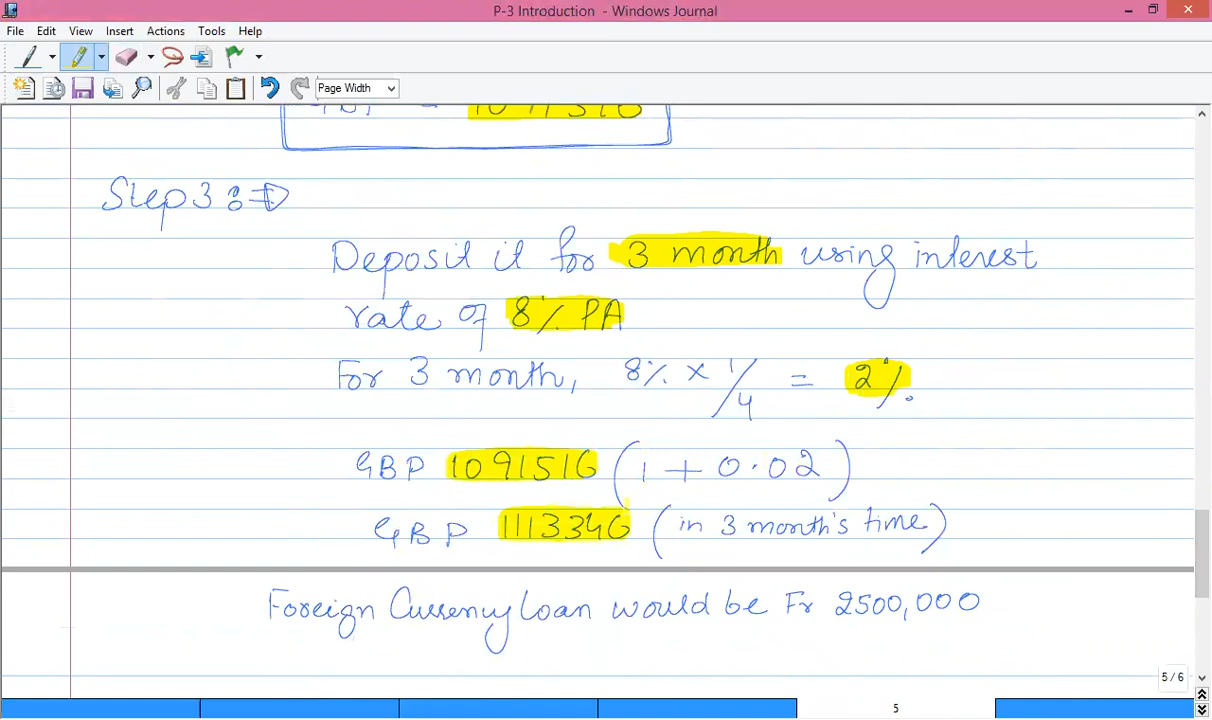 P-3 Introduction - Windows Journal
File Edit View Insert Actions Tools Help
Page Width
Step 3 :⇒
Deposit it for 3 month using interest
rate of 8% PA
For 3 month, 8% × 1/4 = 2%.
GBP 1091516 (1 + 0.02)
GBP 1113346 (in 3 month's time)
Foreign Currency loan would be Fr 2500,000
5 / 6
5